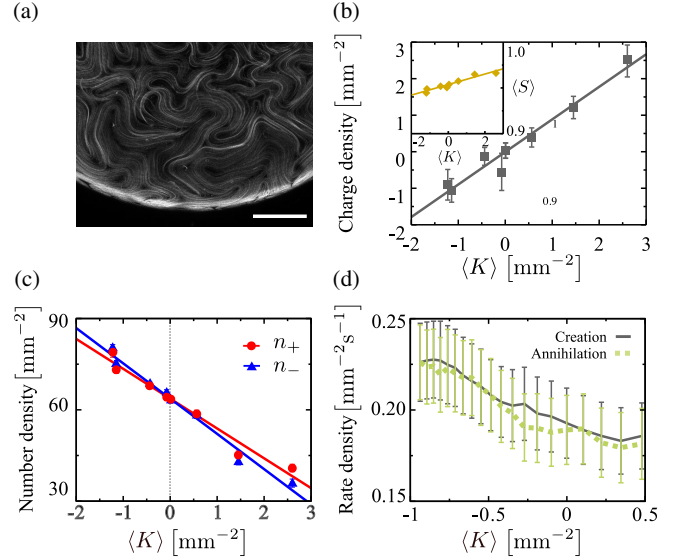 (a)
(b)
Charge density [mm⁻²]
3
2
1
0
-1
-2
-2 -1 0 1 2 3
⟨K⟩ [mm⁻²]
1.0
⟨S⟩
0.9
-2 0 2
⟨K⟩
1
0.9
(c)
Number density [mm⁻²]
90
60
30
n₊
n₋
-2 -1 0 1 2 3
⟨K⟩ [mm⁻²]
(d)
Rate density [mm⁻²s⁻¹]
0.25
0.20
0.15
Creation
Annihilation
-1 -0.5 0 0.5
⟨K⟩ [mm⁻²]